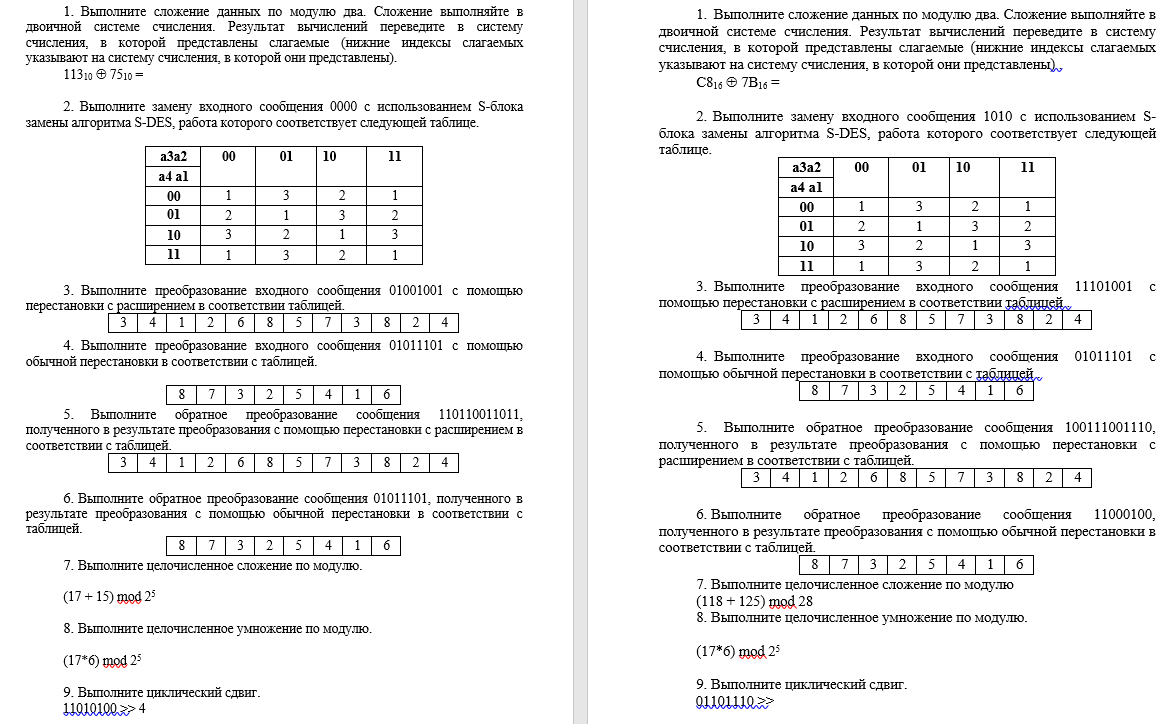 1. Выполните сложение данных по модулю два. Сложение выполняйте в
двоичной системе счисления. Результат вычислений переведите в систему
счисления, в которой представлены слагаемые (нижние индексы слагаемых
указывают на систему счисления, в которой они представлены).
113₁₀ ⊕ 75₁₀ =
2. Выполните замену входного сообщения 0000 с использованием S-блока
замены алгоритма S-DES, работа которого соответствует следующей таблице.
a3a2 00 01 10 11
a4 a1
00 1 3 2 1
01 2 1 3 2
10 3 2 1 3
11 1 3 2 1
3. Выполните преобразование входного сообщения 01001001 с помощью
перестановки с расширением в соответствии таблицей.
3 4 1 2 6 8 5 7 3 8 2 4
4. Выполните преобразование входного сообщения 01011101 с помощью
обычной перестановки в соответствии с таблицей.
8 7 3 2 5 4 1 6
5. Выполните обратное преобразование сообщения 110110011011,
полученного в результате преобразования с помощью перестановки с расширением в
соответствии с таблицей.
3 4 1 2 6 8 5 7 3 8 2 4
6. Выполните обратное преобразование сообщения 01011101, полученного в
результате преобразования с помощью обычной перестановки в соответствии с
таблицей.
8 7 3 2 5 4 1 6
7. Выполните целочисленное сложение по модулю.
(17 + 15) mod 2⁵
8. Выполните целочисленное умножение по модулю.
(17*6) mod 2⁵
9. Выполните циклический сдвиг.
11010100 >> 4
1. Выполните сложение данных по модулю два. Сложение выполняйте в
двоичной системе счисления. Результат вычислений переведите в систему
счисления, в которой представлены слагаемые (нижние индексы слагаемых
указывают на систему счисления, в которой они представлены).
C8₁₆ ⊕ 7B₁₆ =
2. Выполните замену входного сообщения 1010 с использованием S-
блока замены алгоритма S-DES, работа которого соответствует следующей
таблице.
a3a2 00 01 10 11
a4 a1
00 1 3 2 1
01 2 1 3 2
10 3 2 1 3
11 1 3 2 1
3. Выполните преобразование входного сообщения 11101001 с
помощью перестановки с расширением в соответствии таблицей.
3 4 1 2 6 8 5 7 3 8 2 4
4. Выполните преобразование входного сообщения 01011101 с
помощью обычной перестановки в соответствии с таблицей.
8 7 3 2 5 4 1 6
5. Выполните обратное преобразование сообщения 100111001110,
полученного в результате преобразования с помощью перестановки с
расширением в соответствии с таблицей.
3 4 1 2 6 8 5 7 3 8 2 4
6. Выполните обратное преобразование сообщения 11000100,
полученного в результате преобразования с помощью обычной перестановки в
соответствии с таблицей.
8 7 3 2 5 4 1 6
7. Выполните целочисленное сложение по модулю
(118 + 125) mod 28
8. Выполните целочисленное умножение по модулю.
(17*6) mod 2⁵
9. Выполните циклический сдвиг.
01101110 >>